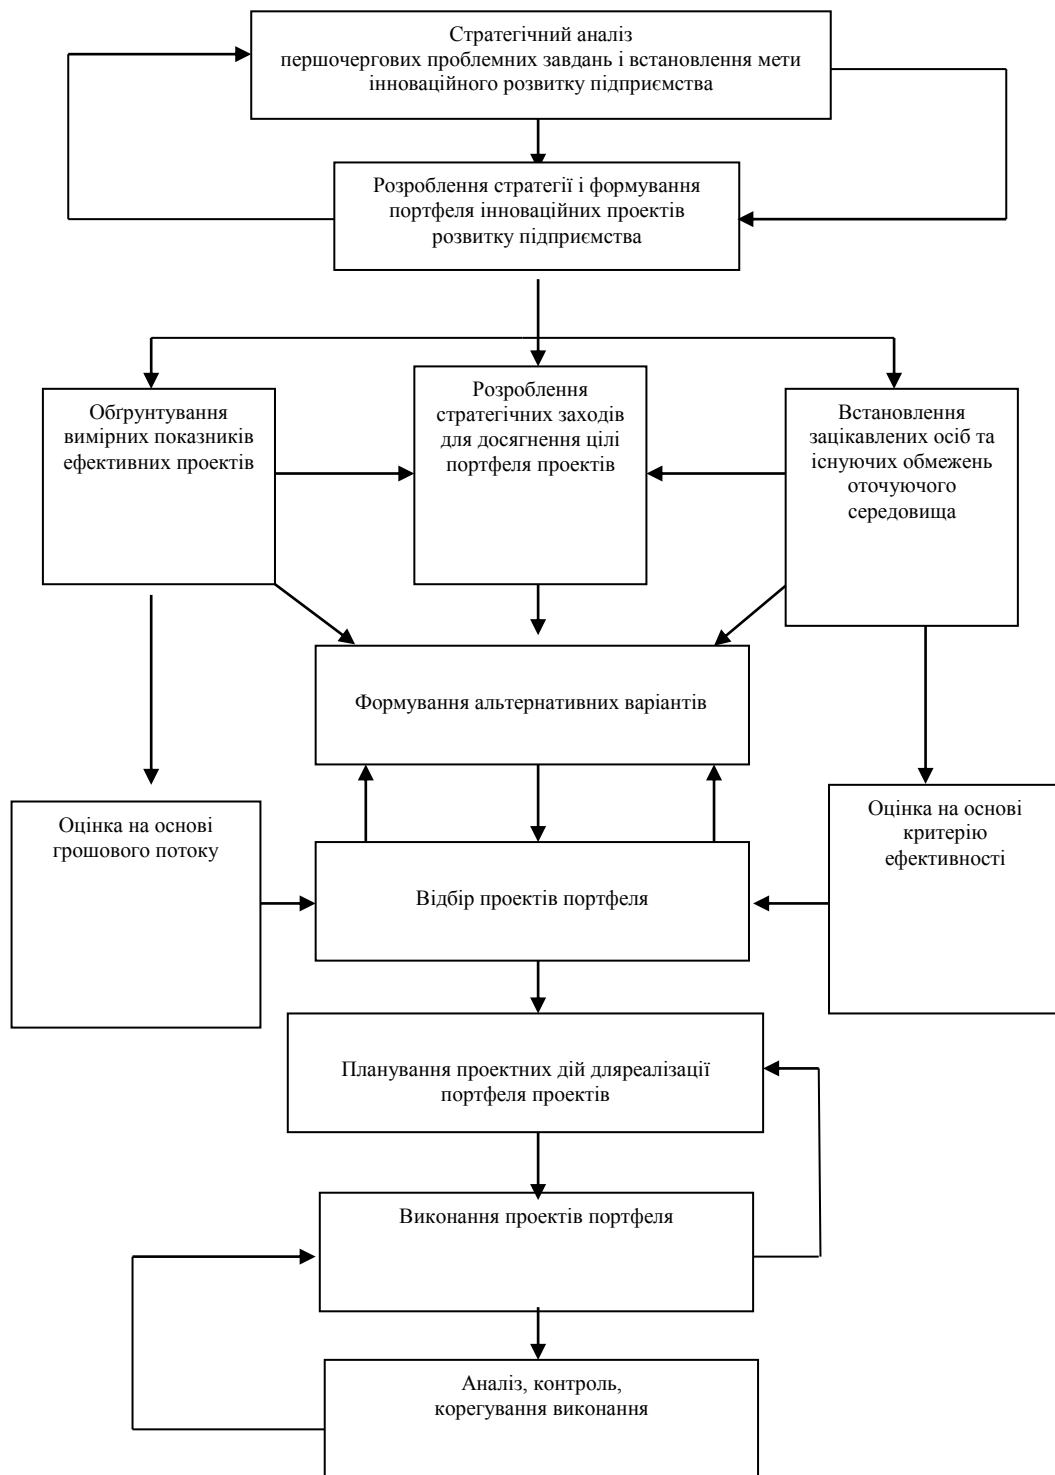 Стратегічний аналіз
першочергових проблемних завдань і встановлення мети
інноваційного розвитку підприємства
Розроблення стратегії і формування
портфеля інноваційних проектів
розвитку підприємства
Обґрунтування
вимірних показників
ефективних проектів
Розроблення
стратегічних заходів
для досягнення цілі
портфеля проектів
Встановлення
зацікавлених осіб та
існуючих обмежень
оточуючого
середовища
Формування альтернативних варіантів
Оцінка на основі
грошового потоку
Відбір проектів портфеля
Оцінка на основі
критерію
ефективності
Планування проектних дій дляреалізації
портфеля проектів
Виконання проектів портфеля
Аналіз, контроль,
корегування виконання